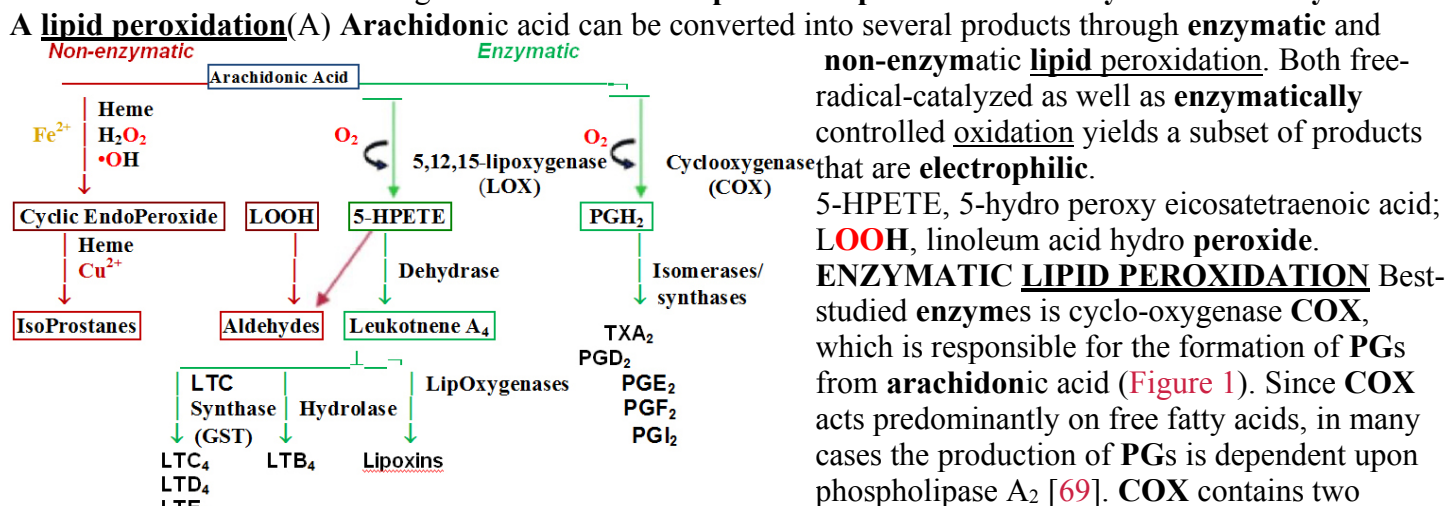 A lipid peroxidation(A) Arachidonic acid can be converted into several products through enzymatic and
Non-enzymatic
Enzymatic
Arachidonic Acid
Heme
Fe2+
H2O2
•OH
O2
5,12,15-lipoxygenase
(LOX)
O2
Cyclooxygenase
(COX)
Cyclic EndoPeroxide
LOOH
5-HPETE
PGH2
Heme
Cu2+
Dehydrase
Isomerases/
synthases
IsoProstanes
Aldehydes
Leukotnene A4
TXA2
PGD2
PGE2
PGF2
PGI2
LTC
Synthase
(GST)
Hydrolase
LipOxygenases
LTC4
LTD4
LTB4
Lipoxins
non-enzymatic lipid peroxidation. Both free-
radical-catalyzed as well as enzymatically
controlled oxidation yields a subset of products
that are electrophilic.
5-HPETE, 5-hydro peroxy eicosatetraenoic acid;
LOOH, linoleum acid hydro peroxide.
ENZYMATIC LIPID PEROXIDATION Best-
studied enzymes is cyclo-oxygenase COX,
which is responsible for the formation of PGs
from arachidonic acid (Figure 1). Since COX
acts predominantly on free fatty acids, in many
cases the production of PGs is dependent upon
phospholipase A2 [69]. COX contains two